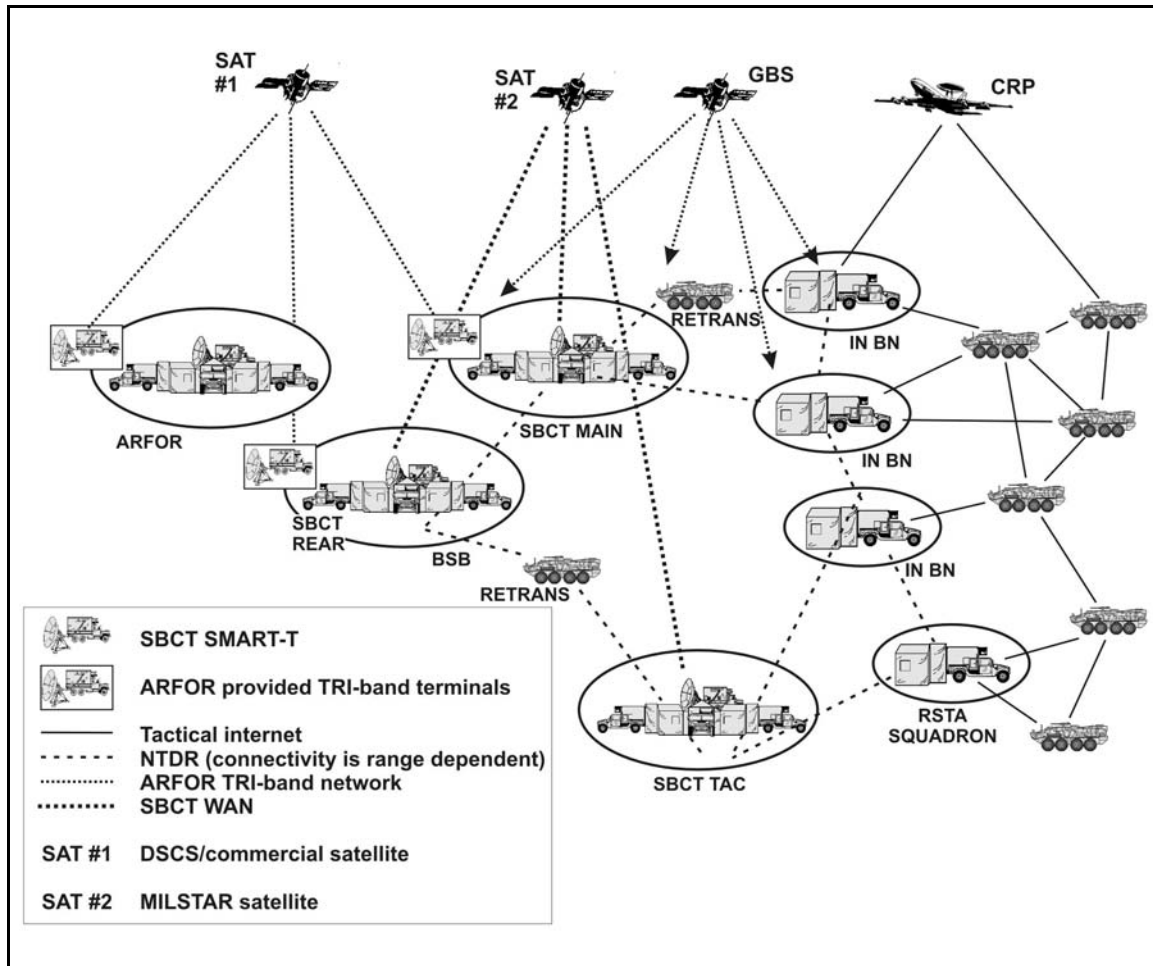 SAT
#1
SAT
#2
GBS
CRP
RETRANS
IN BN
ARFOR
SBCT MAIN
IN BN
SBCT
REAR
BSB
IN BN
RETRANS
RSTA
SQUADRON
SBCT TAC
SBCT SMART-T
ARFOR provided TRI-band terminals
Tactical internet
NTDR (connectivity is range dependent)
ARFOR TRI-band network
SBCT WAN
SAT #1 DSCS/commercial satellite
SAT #2 MILSTAR satellite